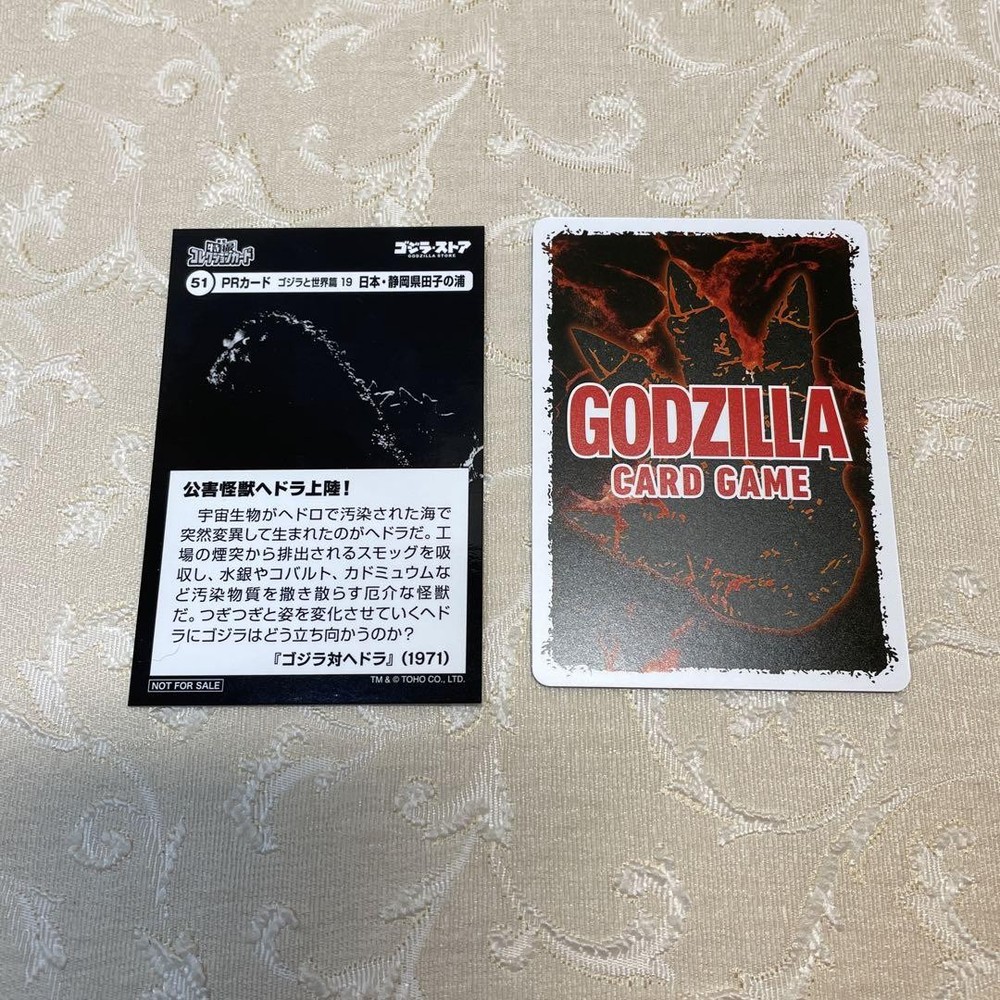 コレクションカード
ゴジラ・ストア
GODZILLA STORE
51 PRカード ゴジラと世界篇 19 日本・静岡県田子の浦
公害怪獣ヘドラ上陸！
宇宙生物がヘドロで汚染された海で
突然変異して生まれたのがヘドラだ。工
場の煙突から排出されるスモッグを吸
収し、水銀やコバルト、カドミュウムな
ど汚染物質を撒き散らす厄介な怪獣
だ。つぎつぎと姿を変化させていくヘド
ラにゴジラはどう立ち向かうのか？
『ゴジラ対ヘドラ』（1971）
NOT FOR SALE
TM & © TOHO CO., LTD.
GODZILLA
CARD GAME